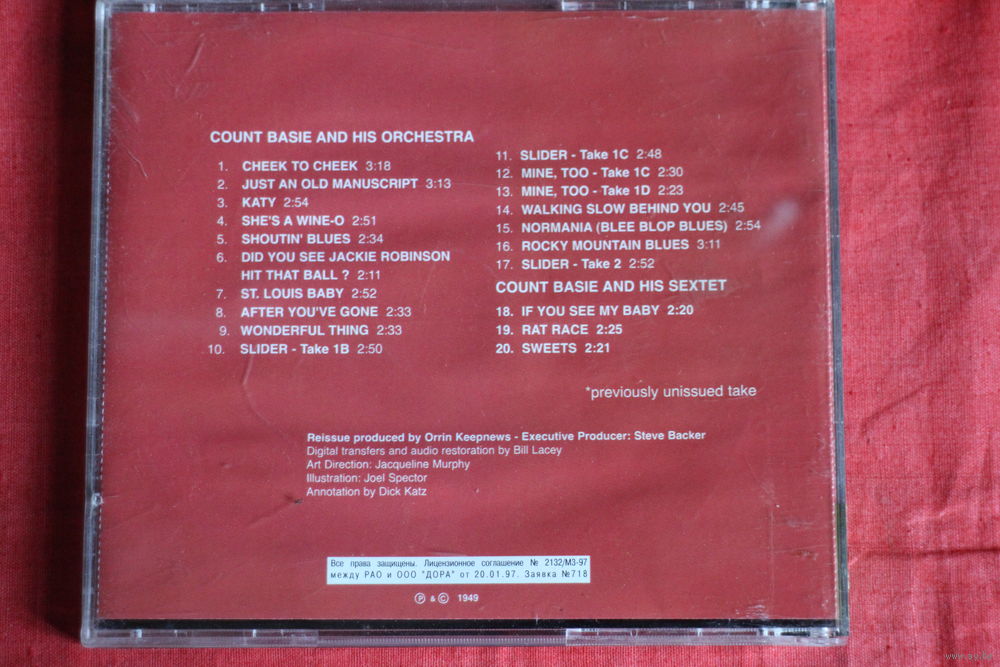 COUNT BASIE AND HIS ORCHESTRA
1. CHEEK TO CHEEK 3:18
2. JUST AN OLD MANUSCRIPT 3:13
3. KATY 2:54
4. SHE'S A WINE-O 2:51
5. SHOUTIN' BLUES 2:34
6. DID YOU SEE JACKIE ROBINSON
HIT THAT BALL ? 2:11
7. ST. LOUIS BABY 2:52
8. AFTER YOU'VE GONE 2:33
9. WONDERFUL THING 2:33
10. SLIDER - Take 1B 2:50
11. SLIDER - Take 1C 2:48
12. MINE, TOO - Take 1C 2:30
13. MINE, TOO - Take 1D 2:23
14. WALKING SLOW BEHIND YOU 2:45
15. NORMANIA (BLEE BLOP BLUES) 2:54
16. ROCKY MOUNTAIN BLUES 3:11
17. SLIDER - Take 2 2:52
COUNT BASIE AND HIS SEXTET
18. IF YOU SEE MY BABY 2:20
19. RAT RACE 2:25
20. SWEETS 2:21
*previously unissued take
Reissue produced by Orrin Keepnews - Executive Producer: Steve Backer
Digital transfers and audio restoration by Bill Lacey
Art Direction: Jacqueline Murphy
Illustration: Joel Spector
Annotation by Dick Katz
Все права защищены. Лицензионное соглашение № 2132/МЗ-97
между РАО и ООО "ДОРА" от 20.01.97. Заявка №718
℗ & © 1949